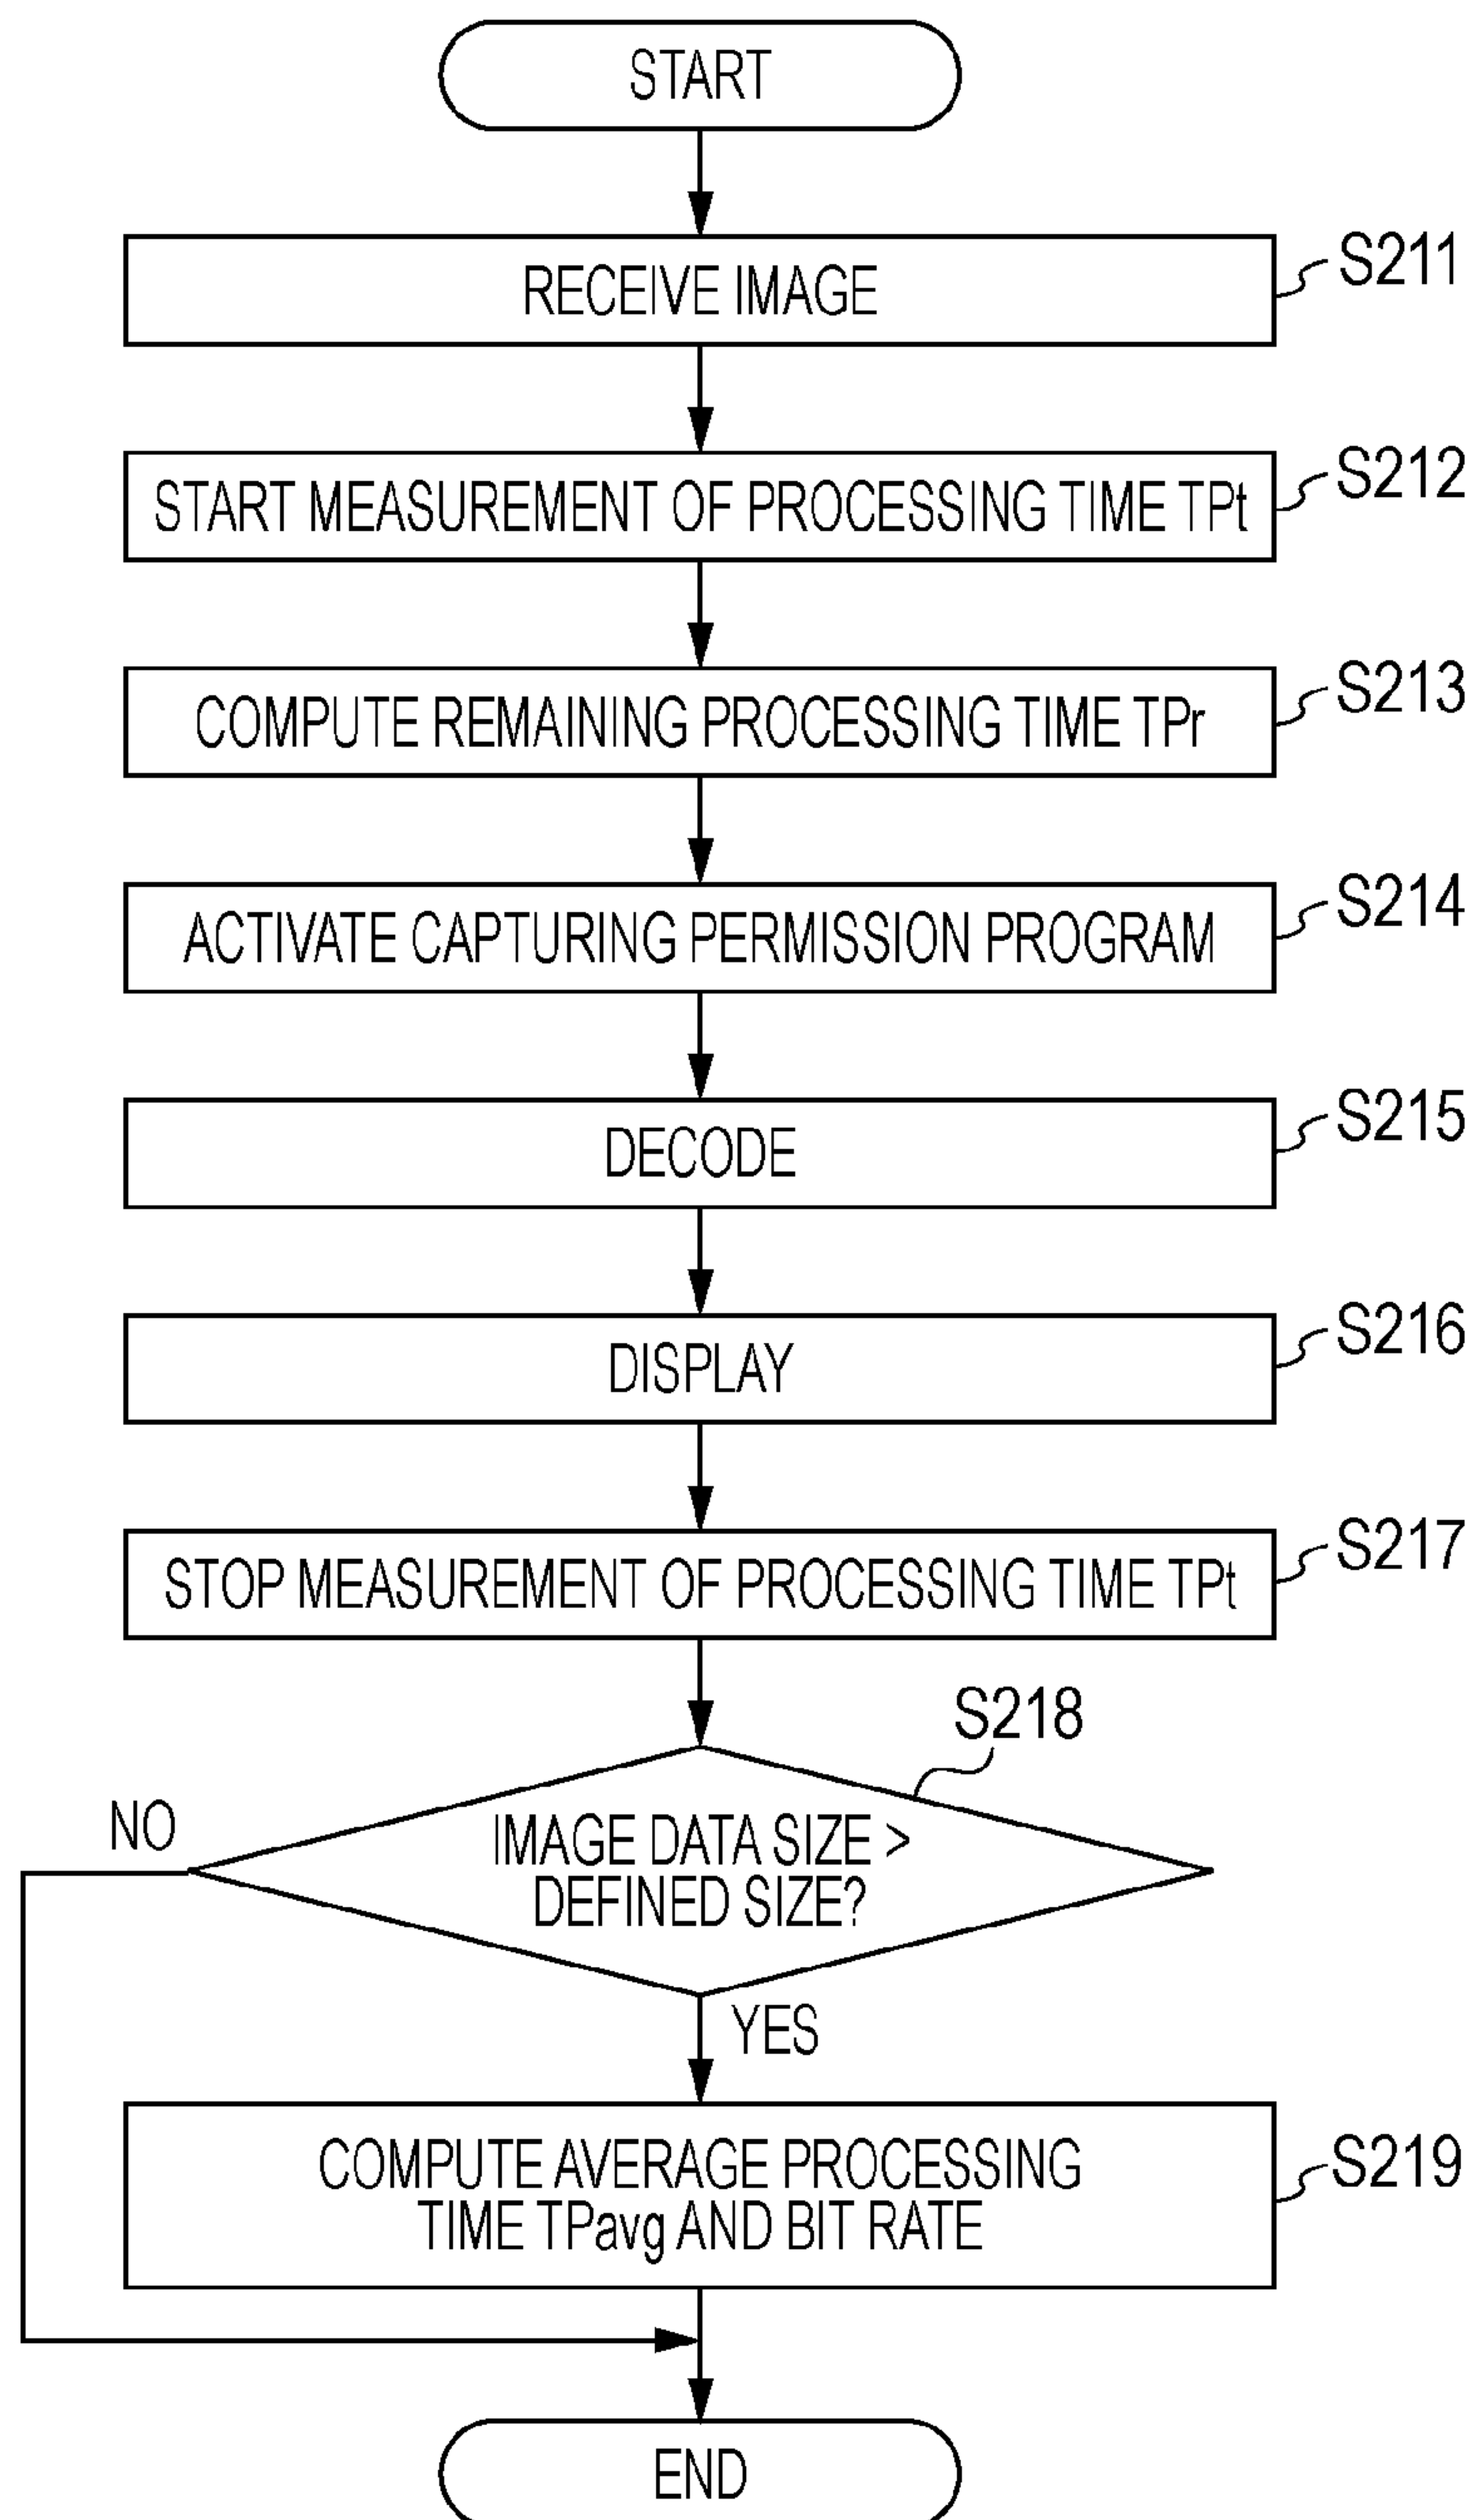 START
RECEIVE IMAGE
S211
START MEASUREMENT OF PROCESSING TIME TPt
S212
COMPUTE REMAINING PROCESSING TIME TPr
S213
ACTIVATE CAPTURING PERMISSION PROGRAM
S214
DECODE
S215
DISPLAY
S216
STOP MEASUREMENT OF PROCESSING TIME TPt
S217
S218
NO
IMAGE DATA SIZE >
DEFINED SIZE?
YES
COMPUTE AVERAGE PROCESSING
TIME TPavg AND BIT RATE
S219
END